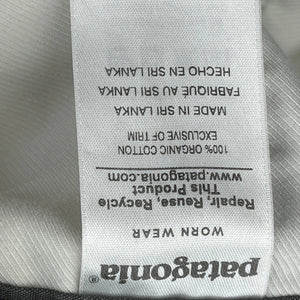 patagonia®
WORN WEAR
Repair, Reuse, Recycle
This Product
www.patagonia.com
100% ORGANIC COTTON
EXCLUSIVE OF TRIM
MADE IN SRI LANKA
FABRIQUÉ AU SRI LANKA
HECHO EN SRI LANKA